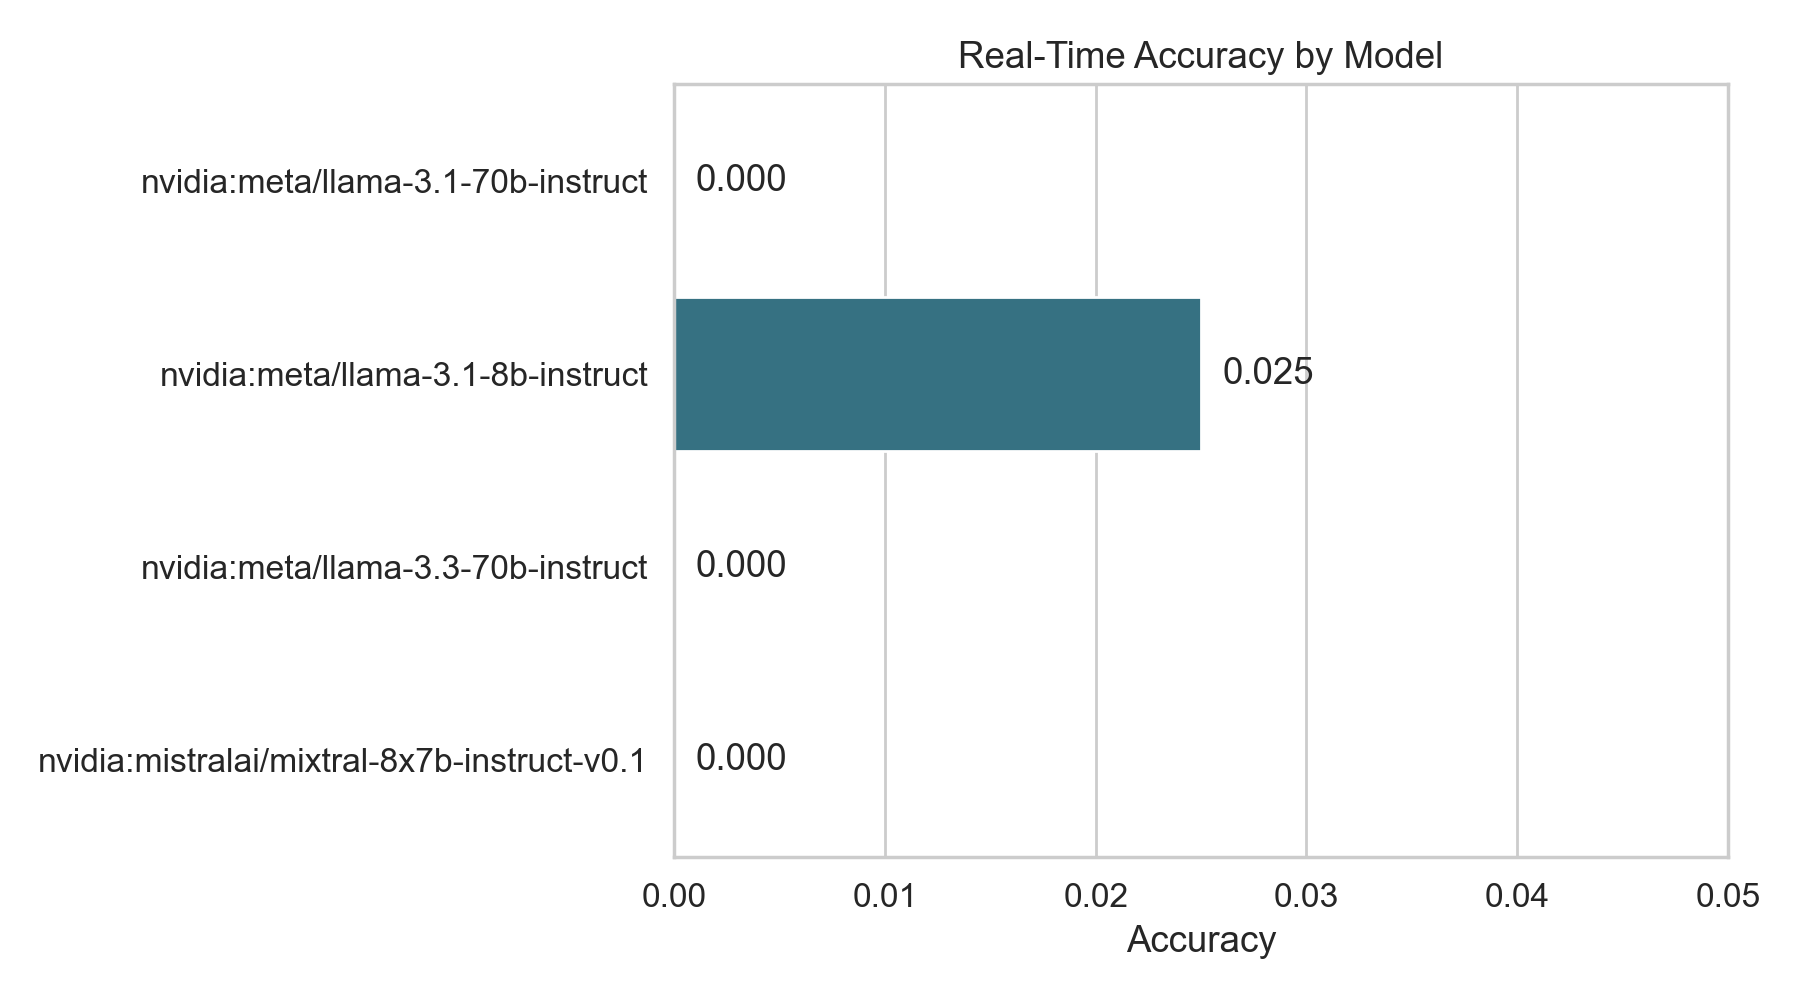 Real-Time Accuracy by Model
nvidia:meta/llama-3.1-70b-instruct 0.000
nvidia:meta/llama-3.1-8b-instruct 0.025
nvidia:meta/llama-3.3-70b-instruct 0.000
nvidia:mistralai/mixtral-8x7b-instruct-v0.1 0.000
0.00 0.01 0.02 0.03 0.04 0.05
Accuracy